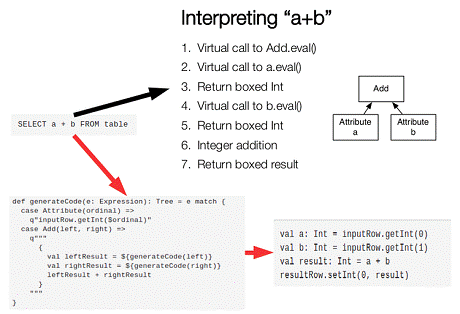 Interpreting “a+b”
1. Virtual call to Add.eval()
2. Virtual call to a.eval()
3. Return boxed Int
4. Virtual call to b.eval()
5. Return boxed Int
6. Integer addition
7. Return boxed result
Add
Attribute
a
Attribute
b
SELECT a + b FROM table
def generateCode(e: Expression): Tree = e match {
  case Attribute(ordinal) =>
    q"inputRow.getInt($ordinal)"
  case Add(left, right) =>
    q"""
      {
        val leftResult = ${generateCode(left)}
        val rightResult = ${generateCode(right)}
        leftResult + rightResult
      }
    """
}
val a: Int = inputRow.getInt(0)
val b: Int = inputRow.getInt(1)
val result: Int = a + b
resultRow.setInt(0, result)